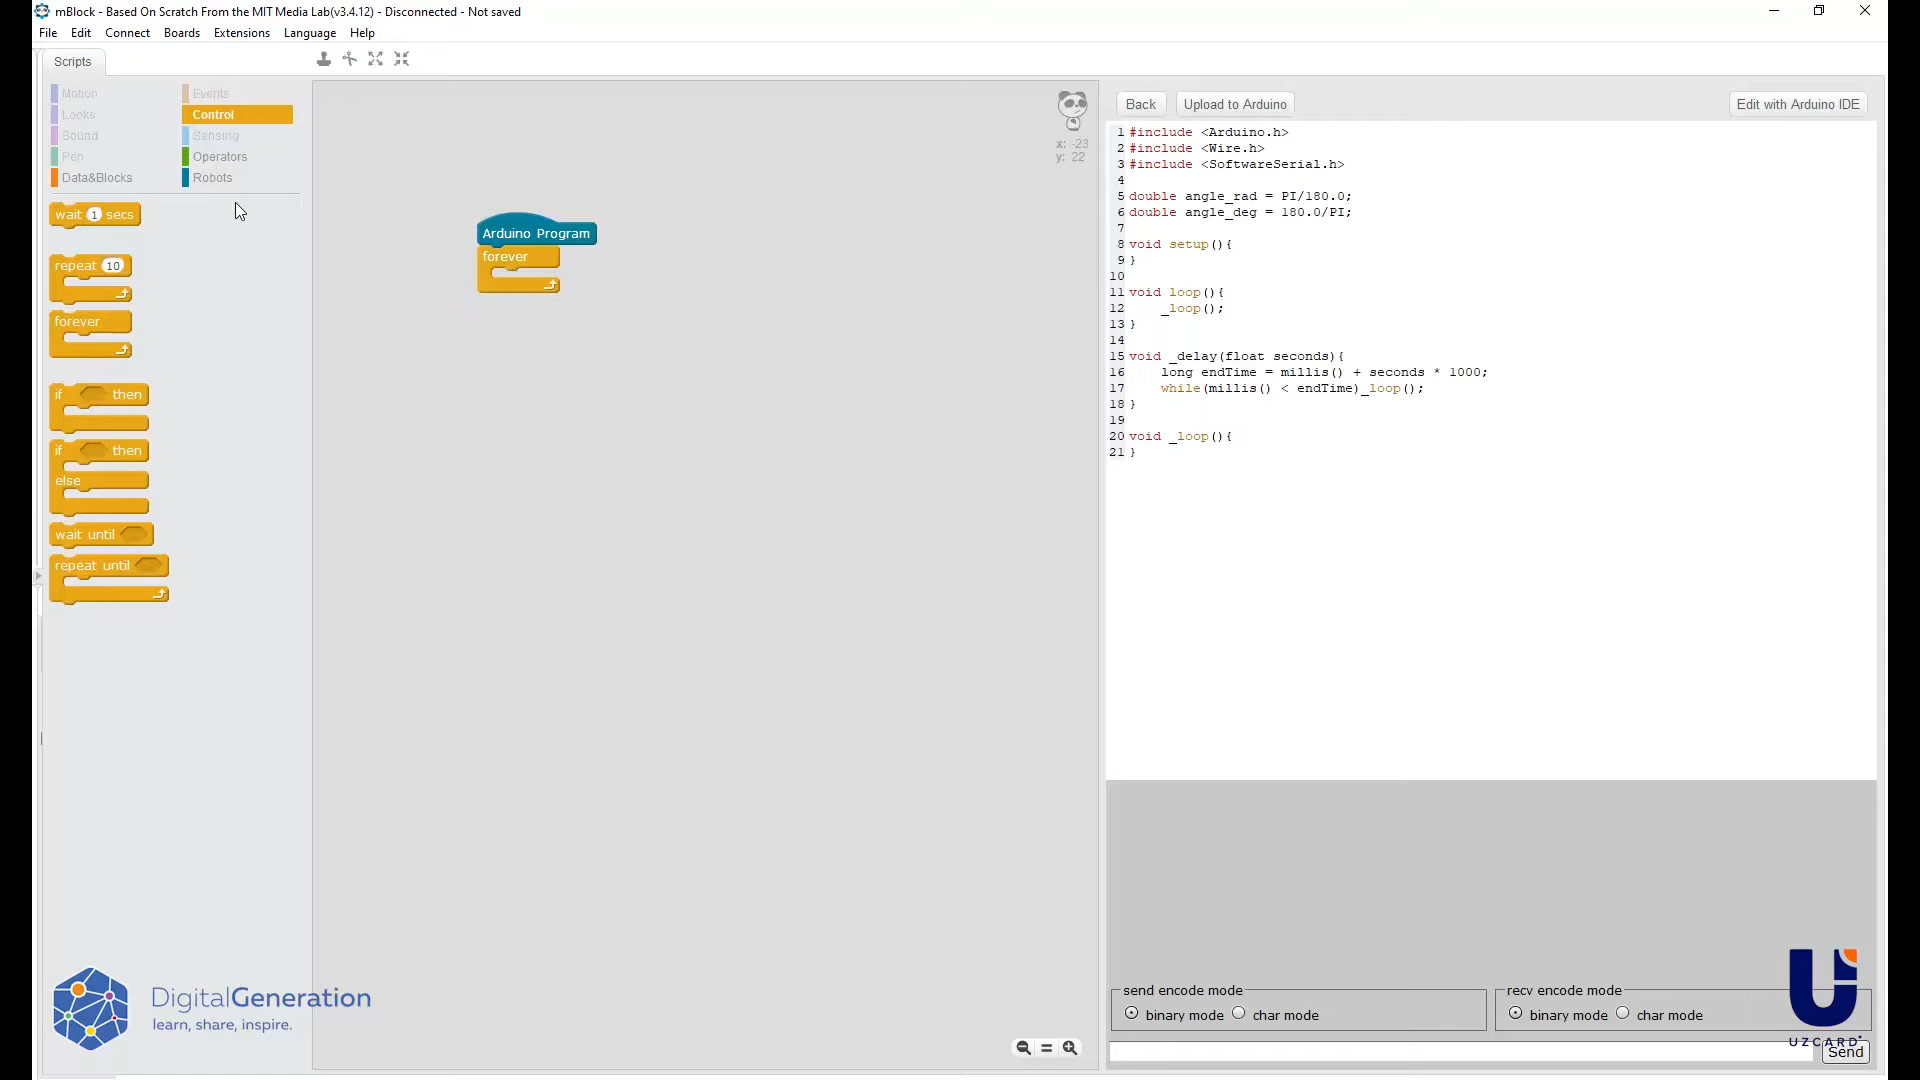 mBlock - Based On Scratch From the MIT Media Lab(v3.4.12) - Disconnected - Not saved
File Edit Connect Boards Extensions Language Help
Scripts
Motion Events
Looks Control
Sound Sensing
Pen Operators
Data&Blocks Robots
wait 1 secs
repeat 10
forever
if then
if then
else
wait until
repeat until
Arduino Program
forever
x: -23
y: 22
Back Upload to Arduino Edit with Arduino IDE
1 #include <Arduino.h>
2 #include <Wire.h>
3 #include <SoftwareSerial.h>
4
5 double angle_rad = PI/180.0;
6 double angle_deg = 180.0/PI;
7
8 void setup(){
9 }
10
11 void loop(){
12 _loop();
13 }
14
15 void _delay(float seconds){
16 long endTime = millis() + seconds * 1000;
17 while(millis() < endTime)_loop();
18 }
19
20 void _loop(){
21 }
send encode mode
binary mode char mode
recv encode mode
binary mode char mode
Send
DigitalGeneration
learn, share, inspire.
UZCARD